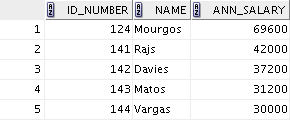 ID_NUMBER NAME ANN_SALARY
1 124 Mourgos 69600
2 141 Rajs 42000
3 142 Davies 37200
4 143 Matos 31200
5 144 Vargas 30000